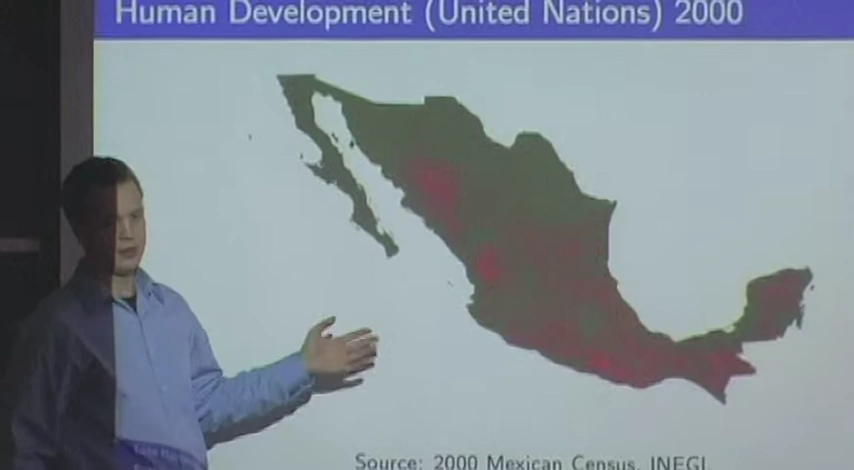 Human Development (United Nations) 2000
Source: 2000 Mexican Census, INEGI